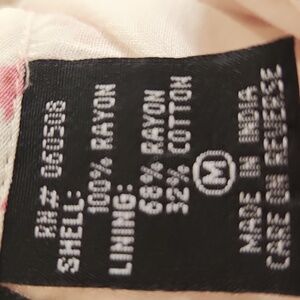 RN# 060508
SHELL:
100% RAYON
LINING:
68% RAYON
32% COTTON
M
MADE IN INDIA
CARE ON REVERSE